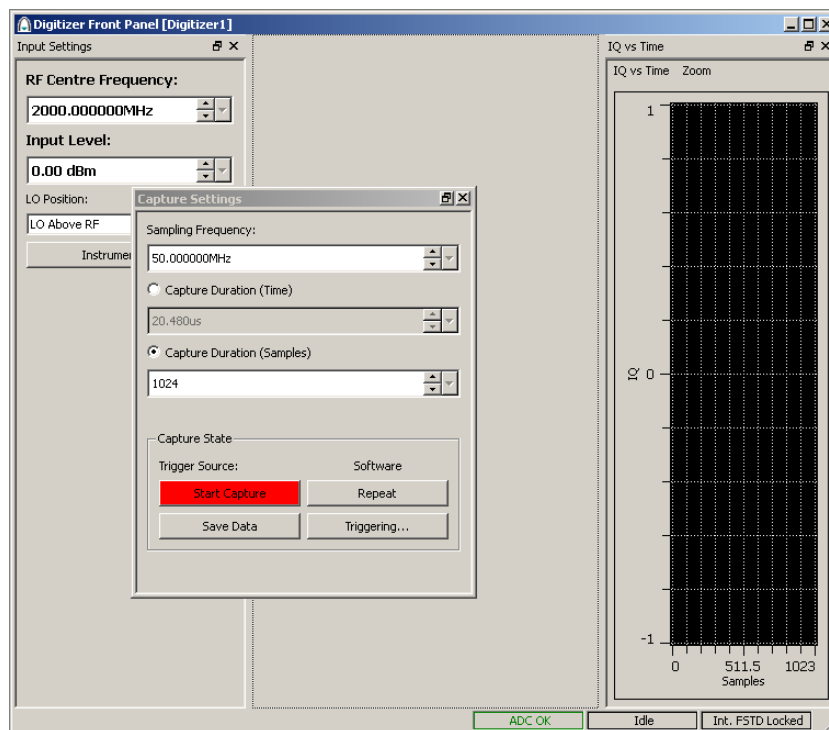 Digitizer Front Panel [Digitizer1]
Input Settings
RF Centre Frequency:
2000.000000MHz
Input Level:
0.00 dBm
LO Position:
LO Above RF
Capture Settings
Sampling Frequency:
50.000000MHz
Capture Duration (Time)
20.480us
Capture Duration (Samples)
1024
Capture State
Trigger Source: Software
Start Capture Repeat
Save Data Triggering...
IQ vs Time
IQ vs Time Zoom
1
IQ 0
-1
0 511.5 1023
Samples
ADC OK Idle Int. FSTD Locked